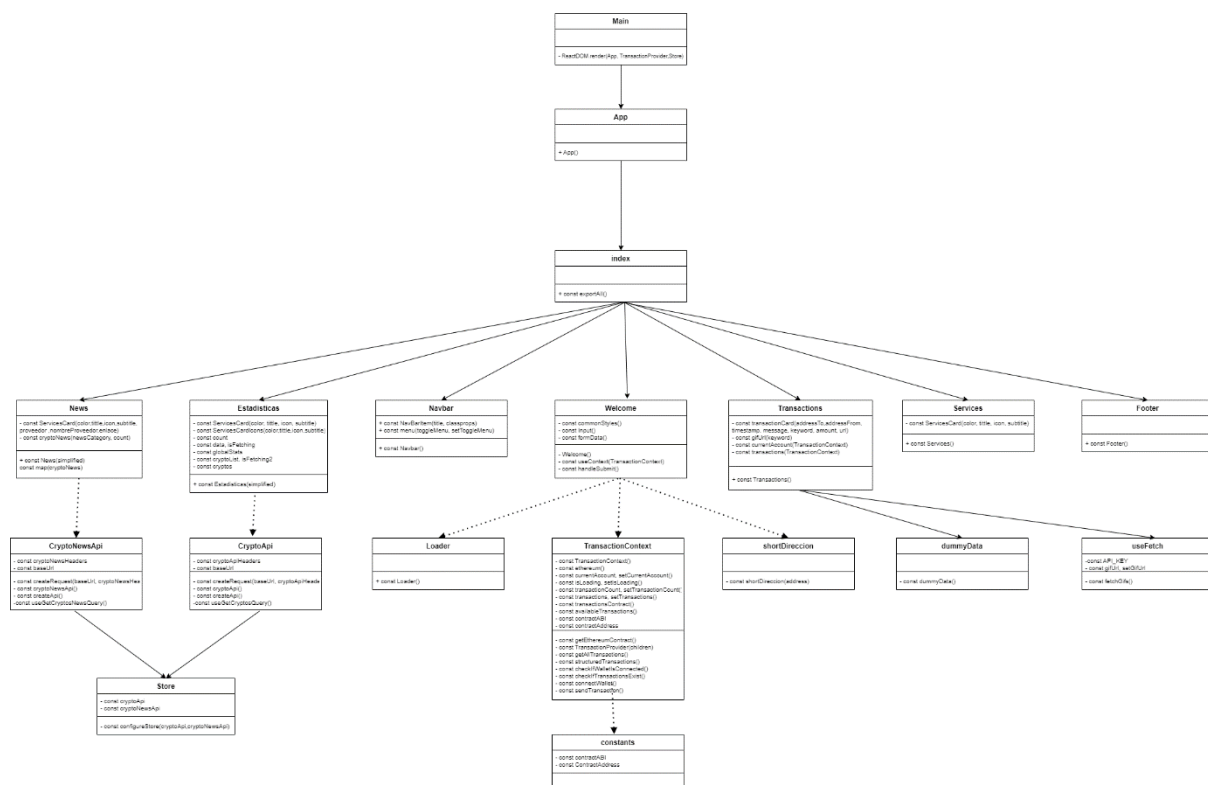 Main
- ReactDOM.render(App, TransactionProvider,Store)
App
+ App()
index
+ const exportAll()
News
- const ServicesCard(color,tittle,icon,subtitle,
proveedor ,nombreProveedor,enlace)
- const cryptoNews(newsCategory, count)
+ const News(simplified)
const map(cryptoNews)
Estadisticas
- const ServicesCard(color, title, icon, subtitle)
- const ServicesCardIcons(color,title,icon,subtitle)
- const count
- const data, isFetching
- const globalStats
- const cryptoList, isFetching2
- const cryptos
+ const Estadisticas(simplified)
Navbar
+ const NavBarItem(title, classprops)
+ const menu(toggleMenu, setToggleMenu)
+ const Navbar()
Welcome
- const commonStyles()
- const input()
- const formData()
- Welcome()
- const useContext(TransactionContext)
- const handleSubmit()
Transactions
- const transactionCard(addressTo,addressFrom,
timestamp, message, keyword, amount, url)
- const gifUrl(keyword)
- const currentAccount(TransactionContext)
- const transactions(TransactionContext)
+ const Transactions()
Services
- const ServicesCard(color, title, icon, subtitle)
+ const Services()
Footer
+ const Footer()
CryptoNewsApi
- const cryptoNewsHeaders
- const baseUrl
- const createRequest(baseUrl, cryptoNewsHea
- const cryptoNewsApi()
- const createApi()
-const useGetCryptosNewsQuery()
CryptoApi
- const cryptoApiHeaders
- const baseUrl
- const createRequest(baseUrl, cryptoApiHeade
- const cryptoApi()
- const createApi()
-const useGetCryptosQuery()
Loader
+ const Loader()
TransactionContext
- const TransactionContext()
- const ethereum()
- const currentAccount, setCurrentAccount()
- const isLoading, setIsLoading()
- const transactionCount, setTransactionCount(
- const transactions, setTransactions()
- const transactionsContract()
- const availableTransactions()
- const contractABI
- const contractAddress
- const getEthereumContract()
- const TransactionProvider(children)
- const getAllTransactions()
- const structuredTransactions()
- const checkIfWalletIsConnected()
- const checkIfTransactionsExist()
- const connectWallet()
- const sendTransaction()
shortDireccion
- const shortDireccion(address)
dummyData
- const dummyData()
useFetch
-const API_KEY
- const gifUrl, setGifUrl
- const fetchGifs()
Store
- const cryptoApi
- const cryptoNewsApi
- const configureStore(cryptoApi,cryptoNewsApi)
constants
- const contractABI
- const ContractAddress